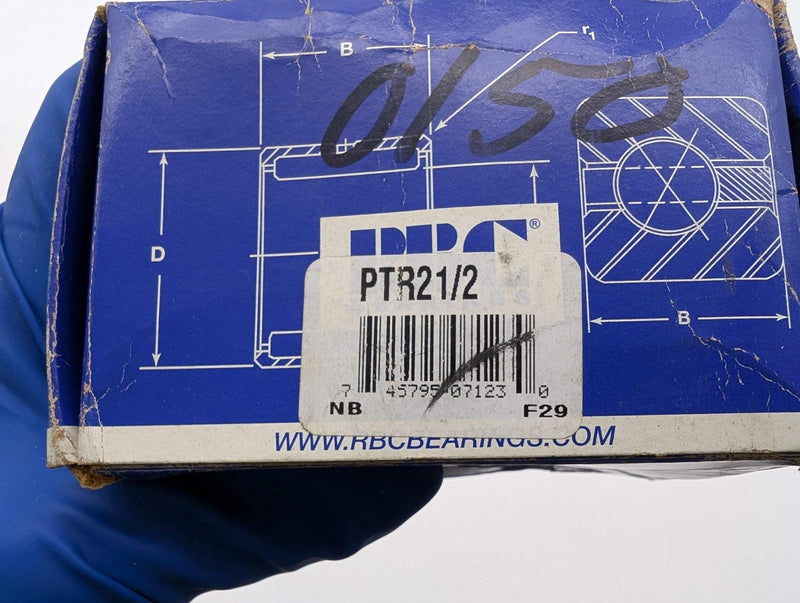 B
r1
0150
D
RBC®
PTR21/2
B
7 45795 07123 0
NB F29
WWW.RBCBEARINGS.COM